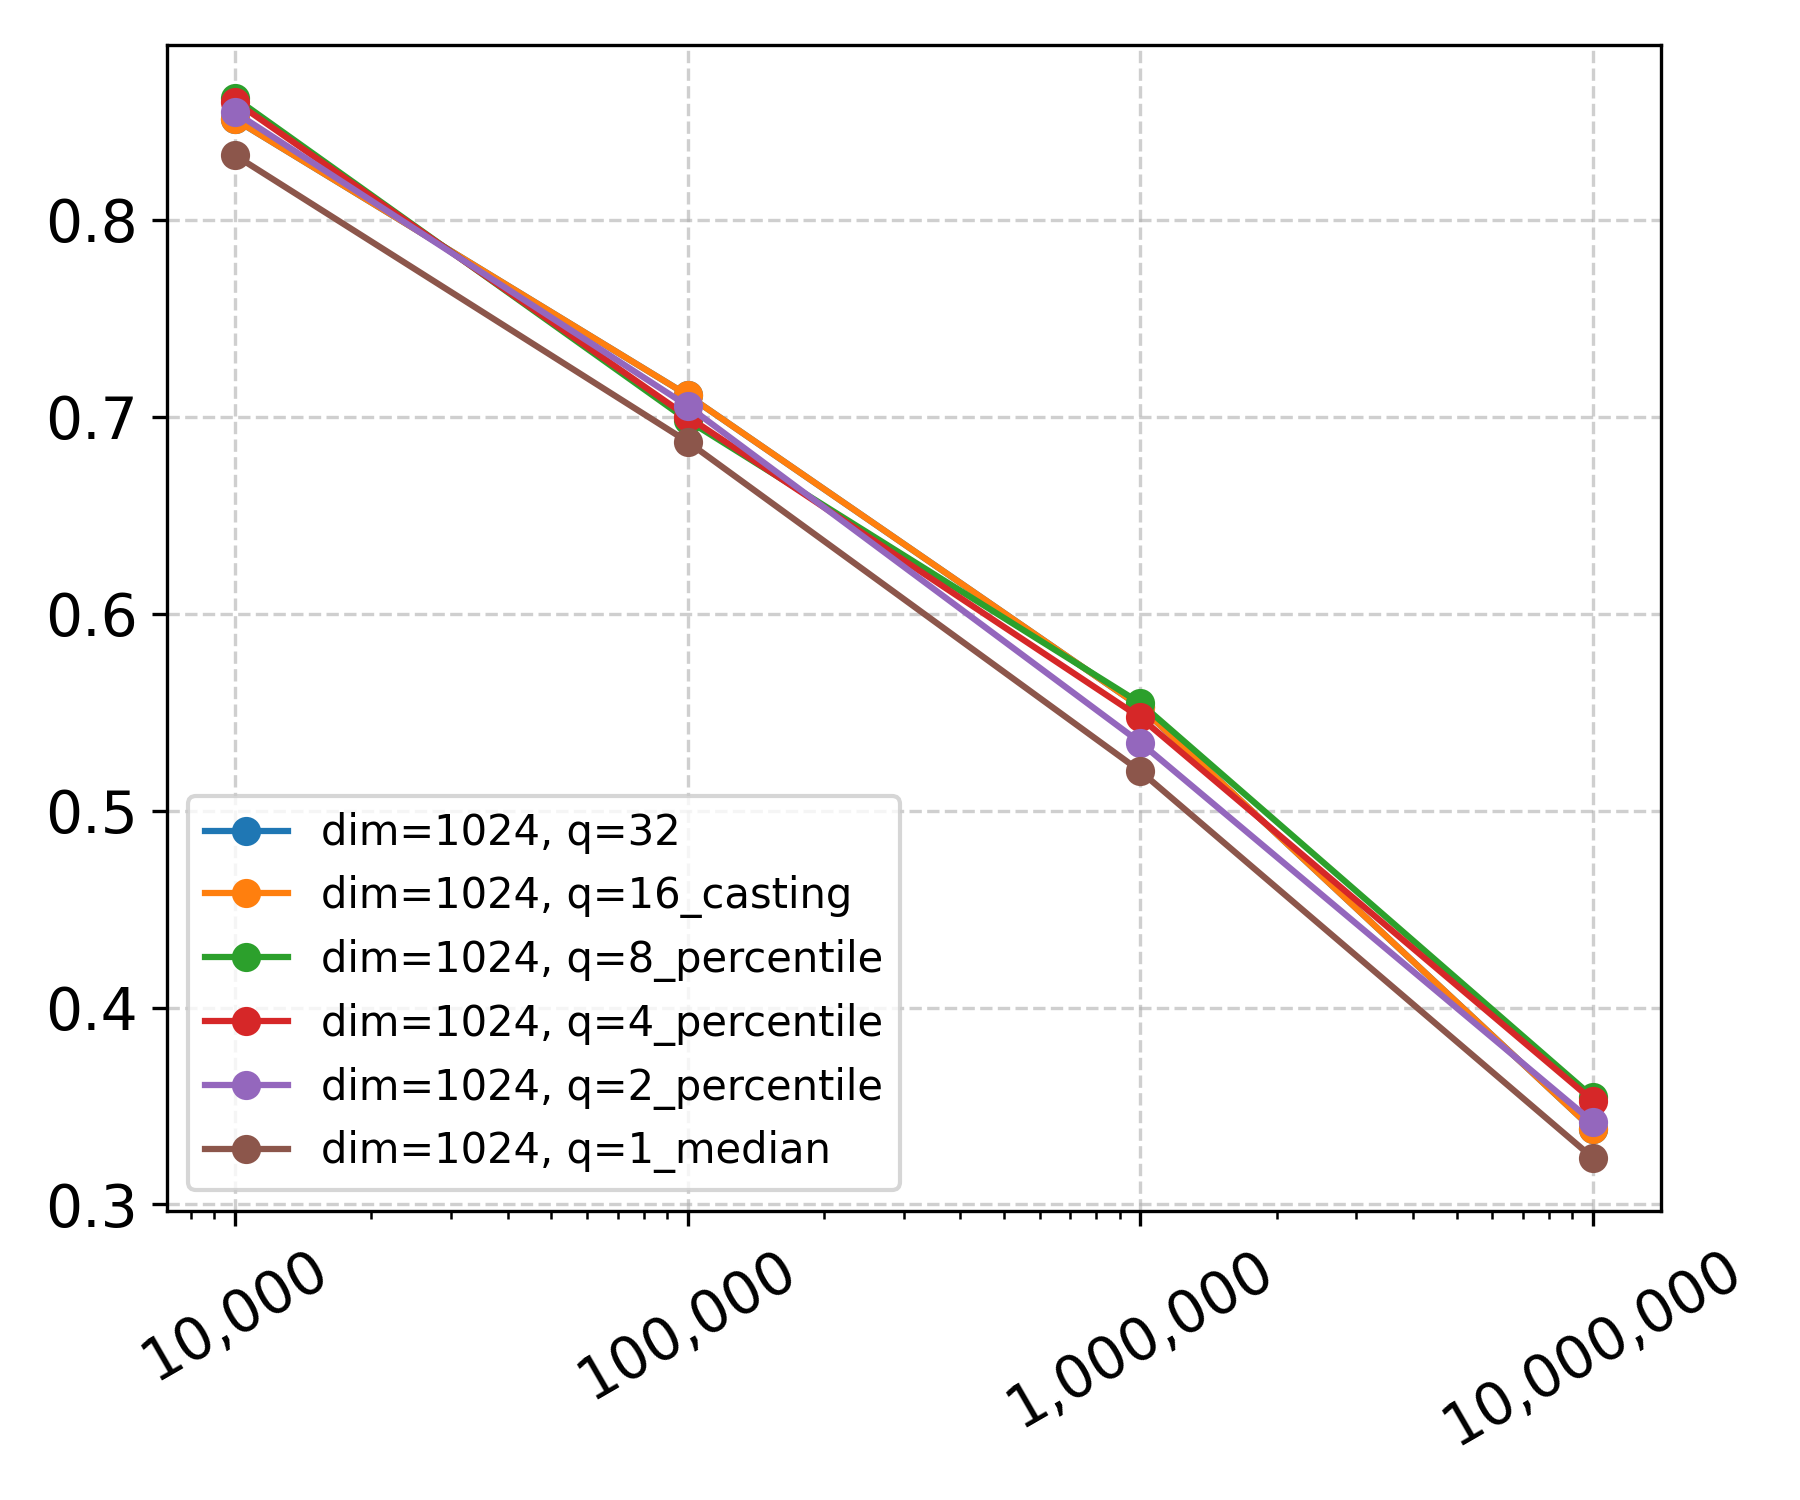 0.8
0.7
0.6
0.5
0.4
0.3
dim=1024, q=32
dim=1024, q=16_casting
dim=1024, q=8_percentile
dim=1024, q=4_percentile
dim=1024, q=2_percentile
dim=1024, q=1_median
10,000
100,000
1,000,000
10,000,000